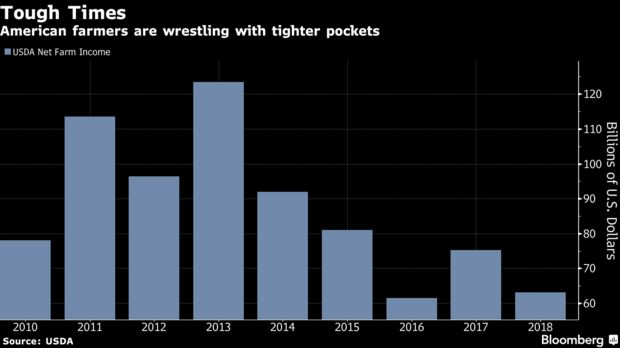 Tough Times
American farmers are wrestling with tighter pockets
USDA Net Farm Income
120
110
100
90
80
70
60
Billions of U.S. Dollars
2010 2011 2012 2013 2014 2015 2016 2017 2018
Source: USDA
Bloomberg